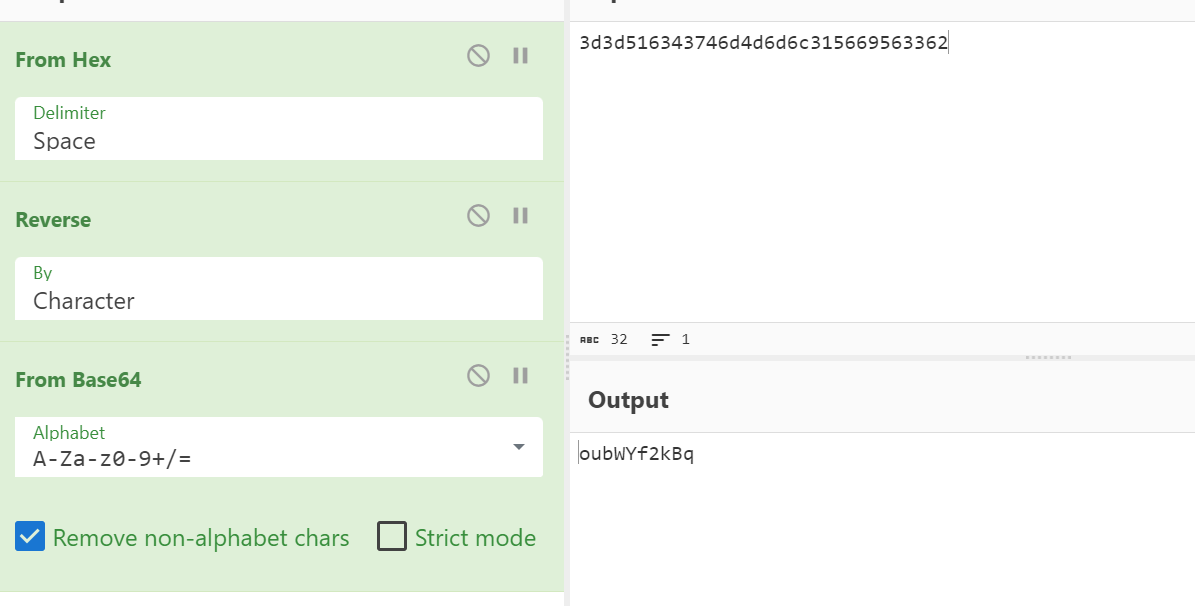 From Hex
Delimiter
Space
Reverse
By
Character
From Base64
Alphabet
A-Za-z0-9+/=
Remove non-alphabet chars
Strict mode
3d3d516343746d4d6d6c315669563362
ABC 32 1
Output
oubWYf2kBq